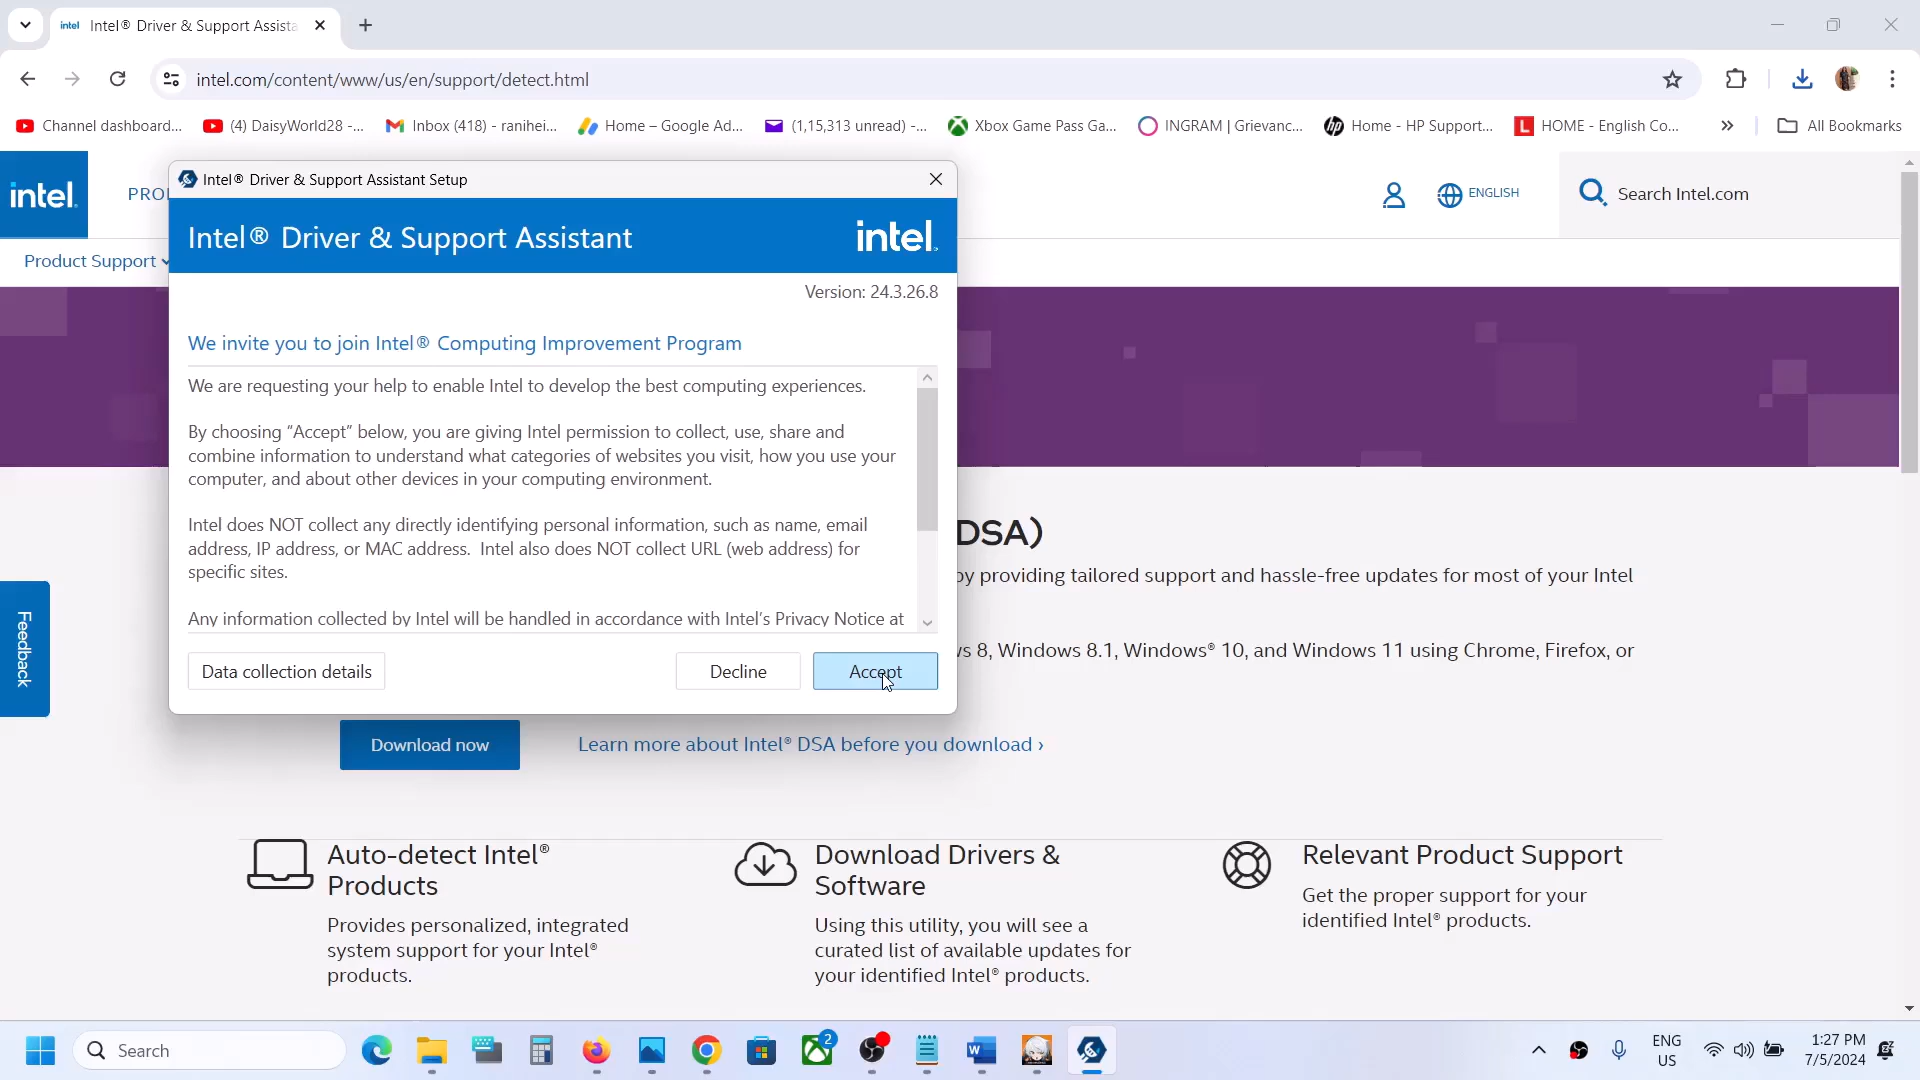 intel Intel® Driver & Support Assista
intel.com/content/www/us/en/support/detect.html
Channel dashboard... (4) DaisyWorld28 -... Inbox (418) - ranihei... Home – Google Ad... (1,15,313 unread) -... Xbox Game Pass Ga... INGRAM | Grievanc... Home - HP Support... L HOME - English Co... » All Bookmarks
Intel® Driver & Support Assistant Setup
intel. PRO ENGLISH Search Intel.com
Intel® Driver & Support Assistant intel.
Product Support
Version: 24.3.26.8
We invite you to join Intel® Computing Improvement Program
We are requesting your help to enable Intel to develop the best computing experiences.
By choosing “Accept” below, you are giving Intel permission to collect, use, share and
combine information to understand what categories of websites you visit, how you use your
computer, and about other devices in your computing environment.
Intel does NOT collect any directly identifying personal information, such as name, email
address, IP address, or MAC address. Intel also does NOT collect URL (web address) for
specific sites.
Any information collected by Intel will be handled in accordance with Intel’s Privacy Notice at
DSA)
by providing tailored support and hassle-free updates for most of your Intel
ws 8, Windows 8.1, Windows® 10, and Windows 11 using Chrome, Firefox, or
Feedback
Data collection details Decline Accept
Download now Learn more about Intel® DSA before you download ›
Auto-detect Intel®
Products
Provides personalized, integrated
system support for your Intel®
products.
Download Drivers &
Software
Using this utility, you will see a
curated list of available updates for
your identified Intel® products.
Relevant Product Support
Get the proper support for your
identified Intel® products.
Search 2 ENG
US 1:27 PM
7/5/2024